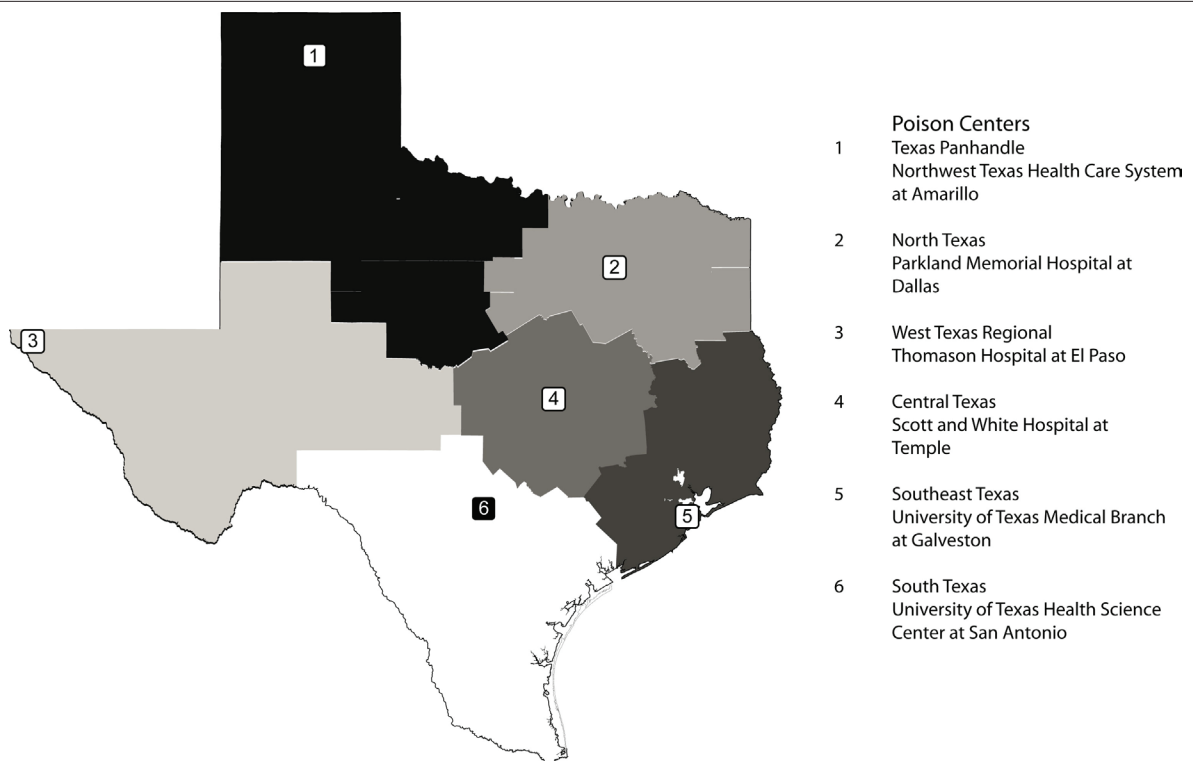 1
2
3
4
5
6
Poison Centers
1 Texas Panhandle
Northwest Texas Health Care System
at Amarillo
2 North Texas
Parkland Memorial Hospital at
Dallas
3 West Texas Regional
Thomason Hospital at El Paso
4 Central Texas
Scott and White Hospital at
Temple
5 Southeast Texas
University of Texas Medical Branch
at Galveston
6 South Texas
University of Texas Health Science
Center at San Antonio